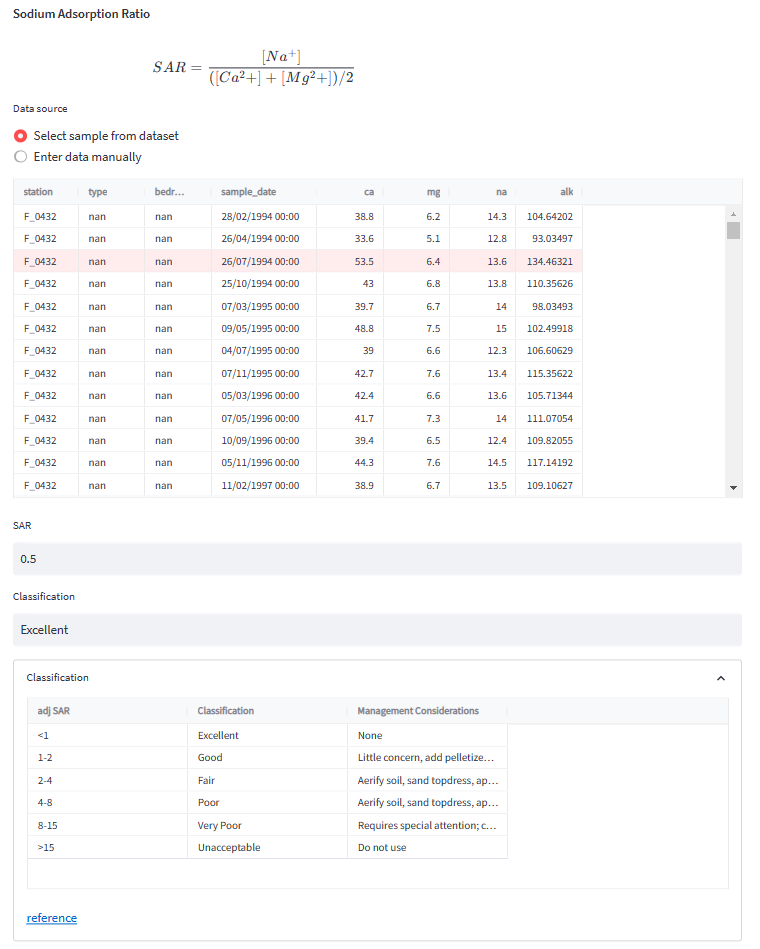 Sodium Adsorption Ratio
SAR = [Na+] / ([Ca²+] + [Mg²+])/2
Data source
Select sample from dataset
Enter data manually
station type bedr... sample_date ca mg na alk
F_0432 nan nan 28/02/1994 00:00 38.8 6.2 14.3 104.64202
F_0432 nan nan 26/04/1994 00:00 33.6 5.1 12.8 93.03497
F_0432 nan nan 26/07/1994 00:00 53.5 6.4 13.6 134.46321
F_0432 nan nan 25/10/1994 00:00 43 6.8 13.8 110.35626
F_0432 nan nan 07/03/1995 00:00 39.7 6.7 14 98.03493
F_0432 nan nan 09/05/1995 00:00 48.8 7.5 15 102.49918
F_0432 nan nan 04/07/1995 00:00 39 6.6 12.3 106.60629
F_0432 nan nan 07/11/1995 00:00 42.7 7.6 13.4 115.35622
F_0432 nan nan 05/03/1996 00:00 42.4 6.6 13.6 105.71344
F_0432 nan nan 07/05/1996 00:00 41.7 7.3 14 111.07054
F_0432 nan nan 10/09/1996 00:00 39.4 6.5 12.4 109.82055
F_0432 nan nan 05/11/1996 00:00 44.3 7.6 14.5 117.14192
F_0432 nan nan 11/02/1997 00:00 38.9 6.7 13.5 109.10627
SAR
0.5
Classification
Excellent
Classification
adj SAR Classification Management Considerations
<1 Excellent None
1-2 Good Little concern, add pelletize...
2-4 Fair Aerify soil, sand topdress, ap...
4-8 Poor Aerify soil, sand topdress, ap...
8-15 Very Poor Requires special attention; c...
>15 Unacceptable Do not use
reference